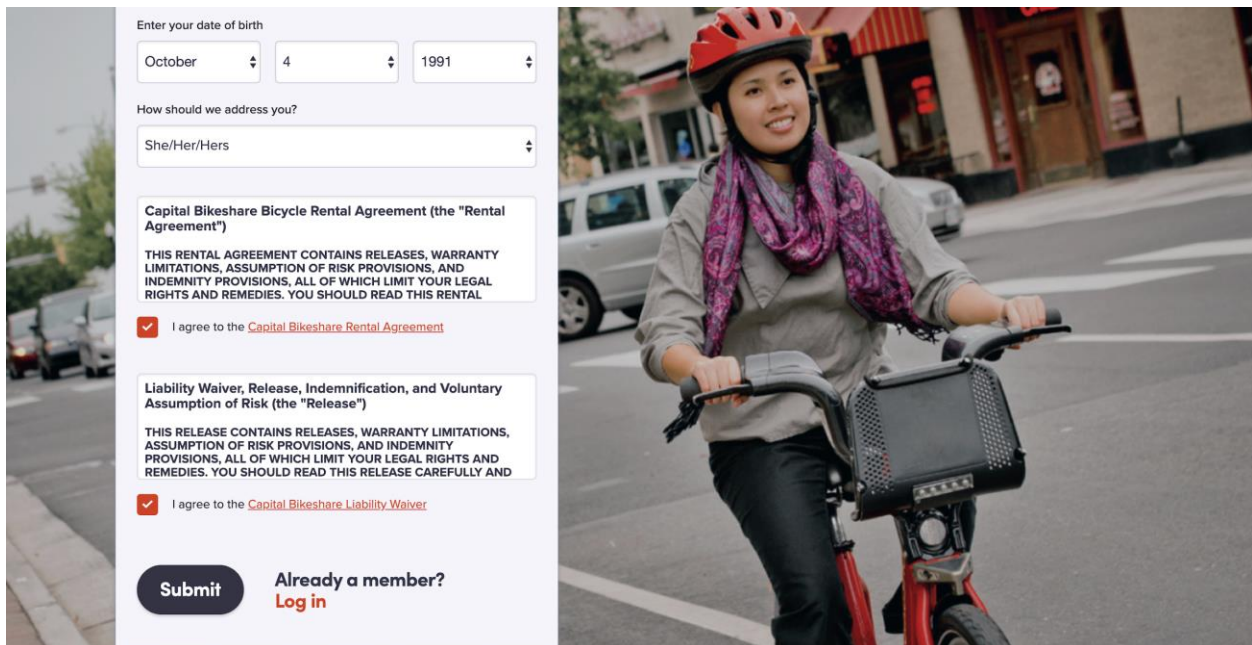 Enter your date of birth
October 4 1991
How should we address you?
She/Her/Hers
Capital Bikeshare Bicycle Rental Agreement (the "Rental
Agreement")
THIS RENTAL AGREEMENT CONTAINS RELEASES, WARRANTY
LIMITATIONS, ASSUMPTION OF RISK PROVISIONS, AND
INDEMNITY PROVISIONS, ALL OF WHICH LIMIT YOUR LEGAL
RIGHTS AND REMEDIES. YOU SHOULD READ THIS RENTAL
I agree to the Capital Bikeshare Rental Agreement
Liability Waiver, Release, Indemnification, and Voluntary
Assumption of Risk (the "Release")
THIS RELEASE CONTAINS RELEASES, WARRANTY LIMITATIONS,
ASSUMPTION OF RISK PROVISIONS, AND INDEMNITY
PROVISIONS, ALL OF WHICH LIMIT YOUR LEGAL RIGHTS AND
REMEDIES. YOU SHOULD READ THIS RELEASE CAREFULLY AND
I agree to the Capital Bikeshare Liability Waiver
Submit
Already a member?
Log in